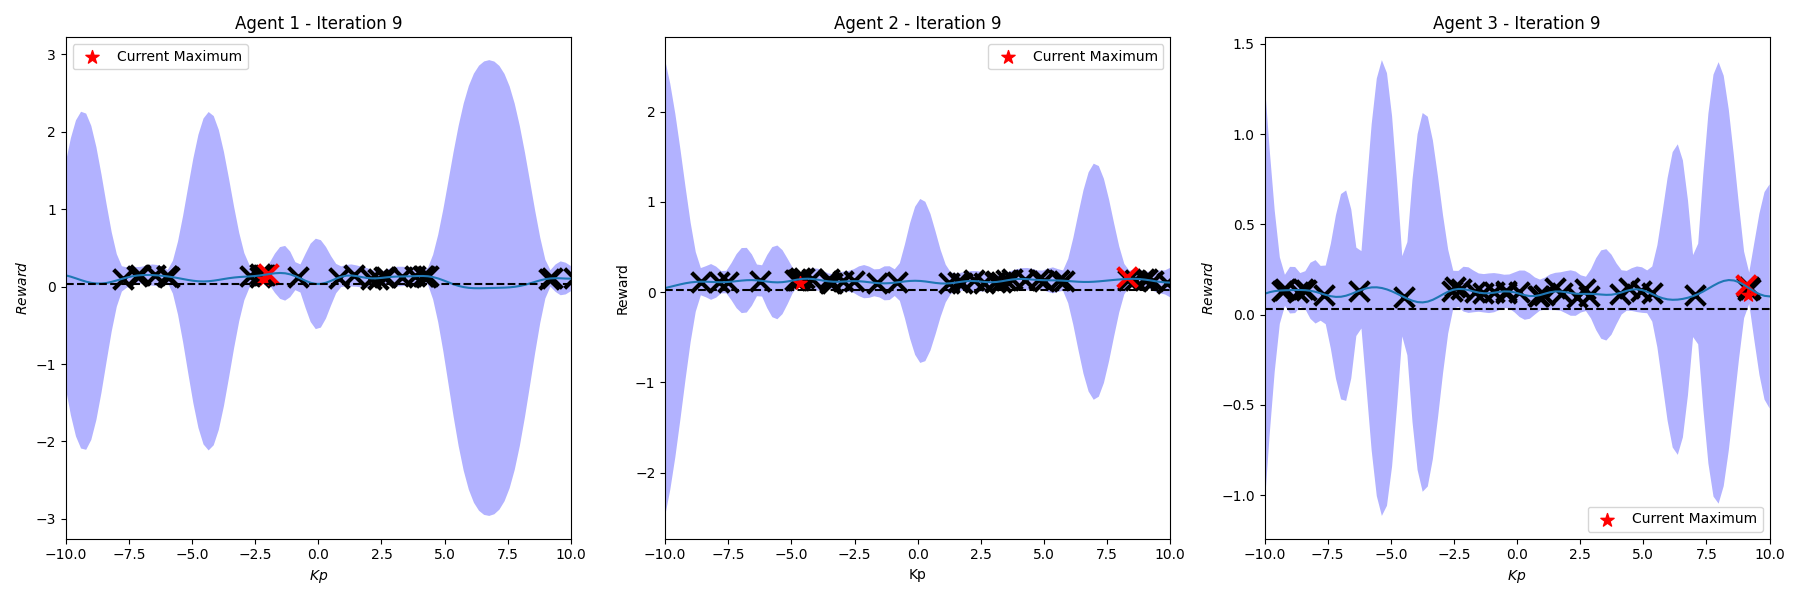 Agent 1 - Iteration 9
Current Maximum
3
2
1
0
−1
−2
−3
Reward
−10.0 −7.5 −5.0 −2.5 0.0 2.5 5.0 7.5 10.0
Kp
Agent 2 - Iteration 9
Current Maximum
2
1
0
−1
−2
Reward
−10.0 −7.5 −5.0 −2.5 0.0 2.5 5.0 7.5 10.0
Kp
Agent 3 - Iteration 9
1.5
1.0
0.5
0.0
−0.5
−1.0
Reward
Current Maximum
−10.0 −7.5 −5.0 −2.5 0.0 2.5 5.0 7.5 10.0
Kp